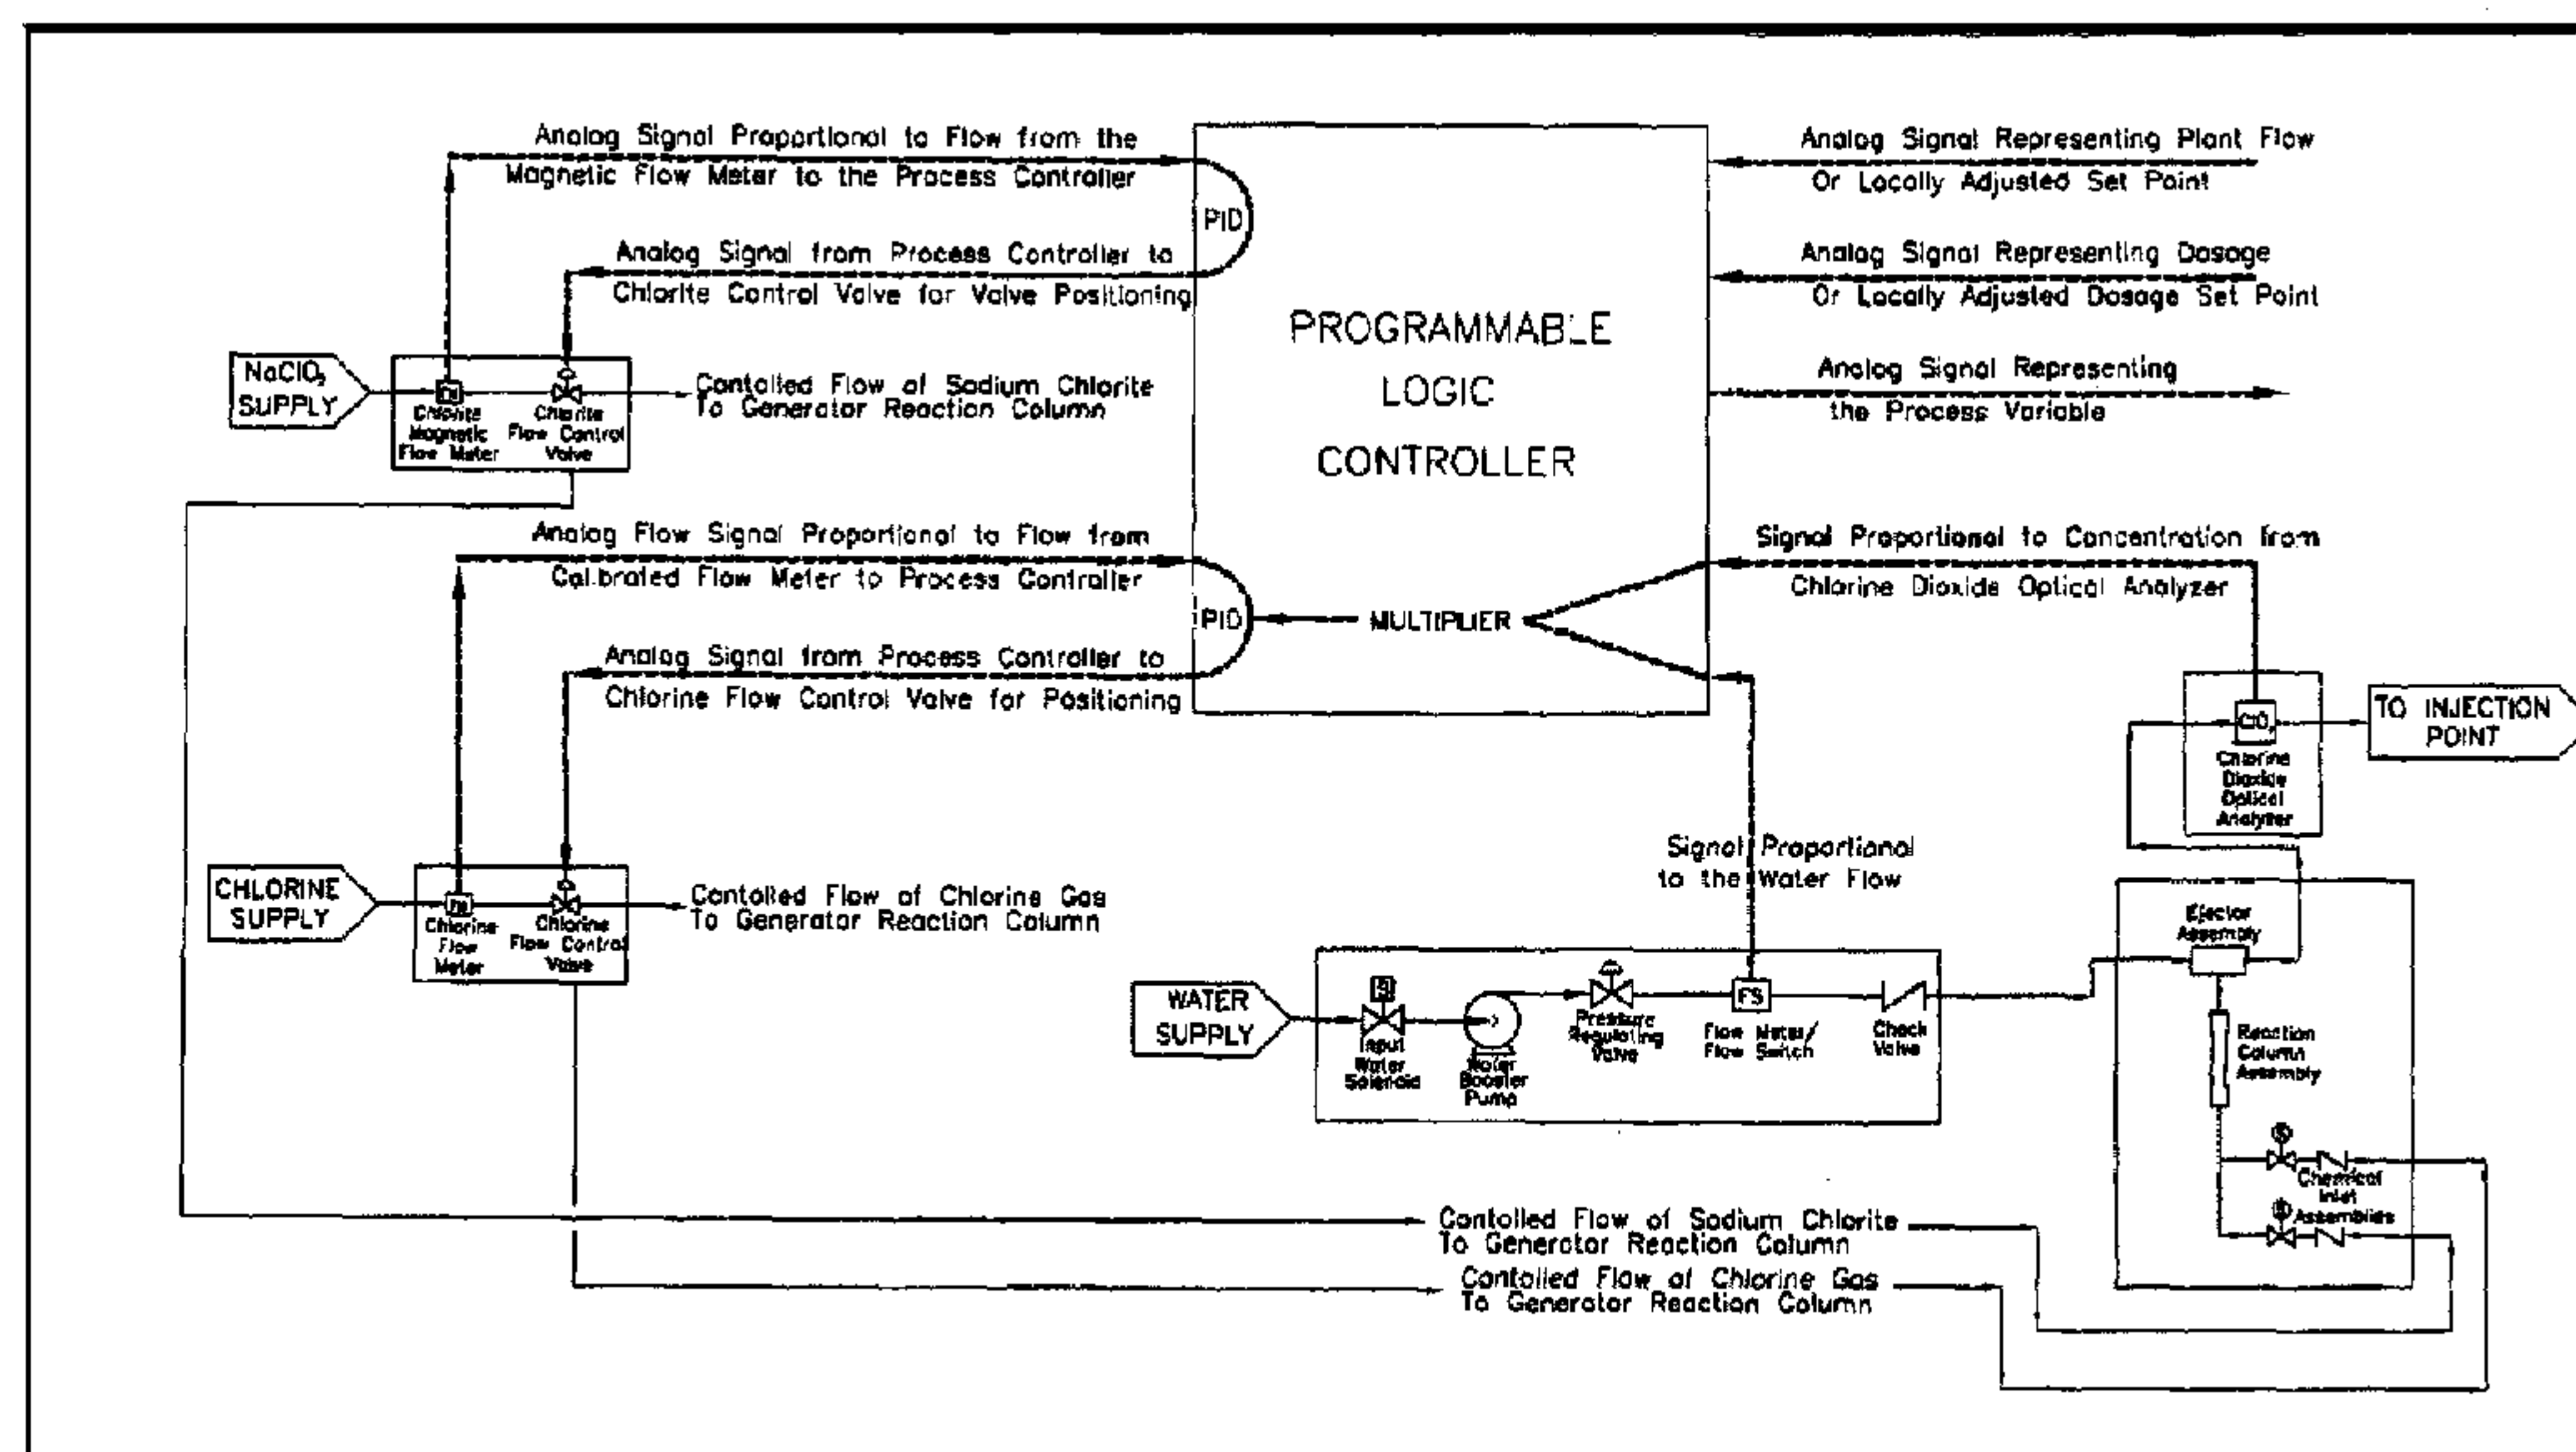 Analog Signal Proportional to Flow from the
Magnetic Flow Meter to the Process Controller
PID
Analog Signal from Process Controller to
Chlorite Control Valve for Valve Positioning
NaClO2
SUPPLY
Chlorite
Magnetic
Flow Meter
Chlorite
Flow Control
Valve
Contolled Flow of Sodium Chlorite
To Generator Reaction Column
PROGRAMMABLE
LOGIC
CONTROLLER
Analog Signal Representing Plant Flow
Or Locally Adjusted Set Point
Analog Signal Representing Dosage
Or Locally Adjusted Dosage Set Point
Analog Signal Representing
the Process Variable
Analog Flow Signal Proportional to Flow from
Calibrated Flow Meter to Process Controller
PID
MULTIPLIER
Analog Signal from Process Controller to
Chlorine Flow Control Valve for Positioning
Signal Proportional to Concentration from
Chlorine Dioxide Optical Analyzer
ClO2
Chlorine
Dioxide
Optical
Analyzer
TO INJECTION
POINT
CHLORINE
SUPPLY
Chlorine
Flow
Meter
Chlorine
Flow Control
Valve
Contolled Flow of Chlorine Gas
To Generator Reaction Column
Signal Proportional
to the Water Flow
WATER
SUPPLY
S
Input
Water
Solenoid
Water
Booster
Pump
Pressure
Regulating
Valve
FS
Flow Meter/
Flow Switch
Check
Valve
Ejector
Assembly
Reaction
Column
Assembly
S
Chemical
Inlet
Assemblies
S
Contolled Flow of Sodium Chlorite
To Generator Reaction Column
Contolled Flow of Chlorine Gas
To Generator Reaction Column